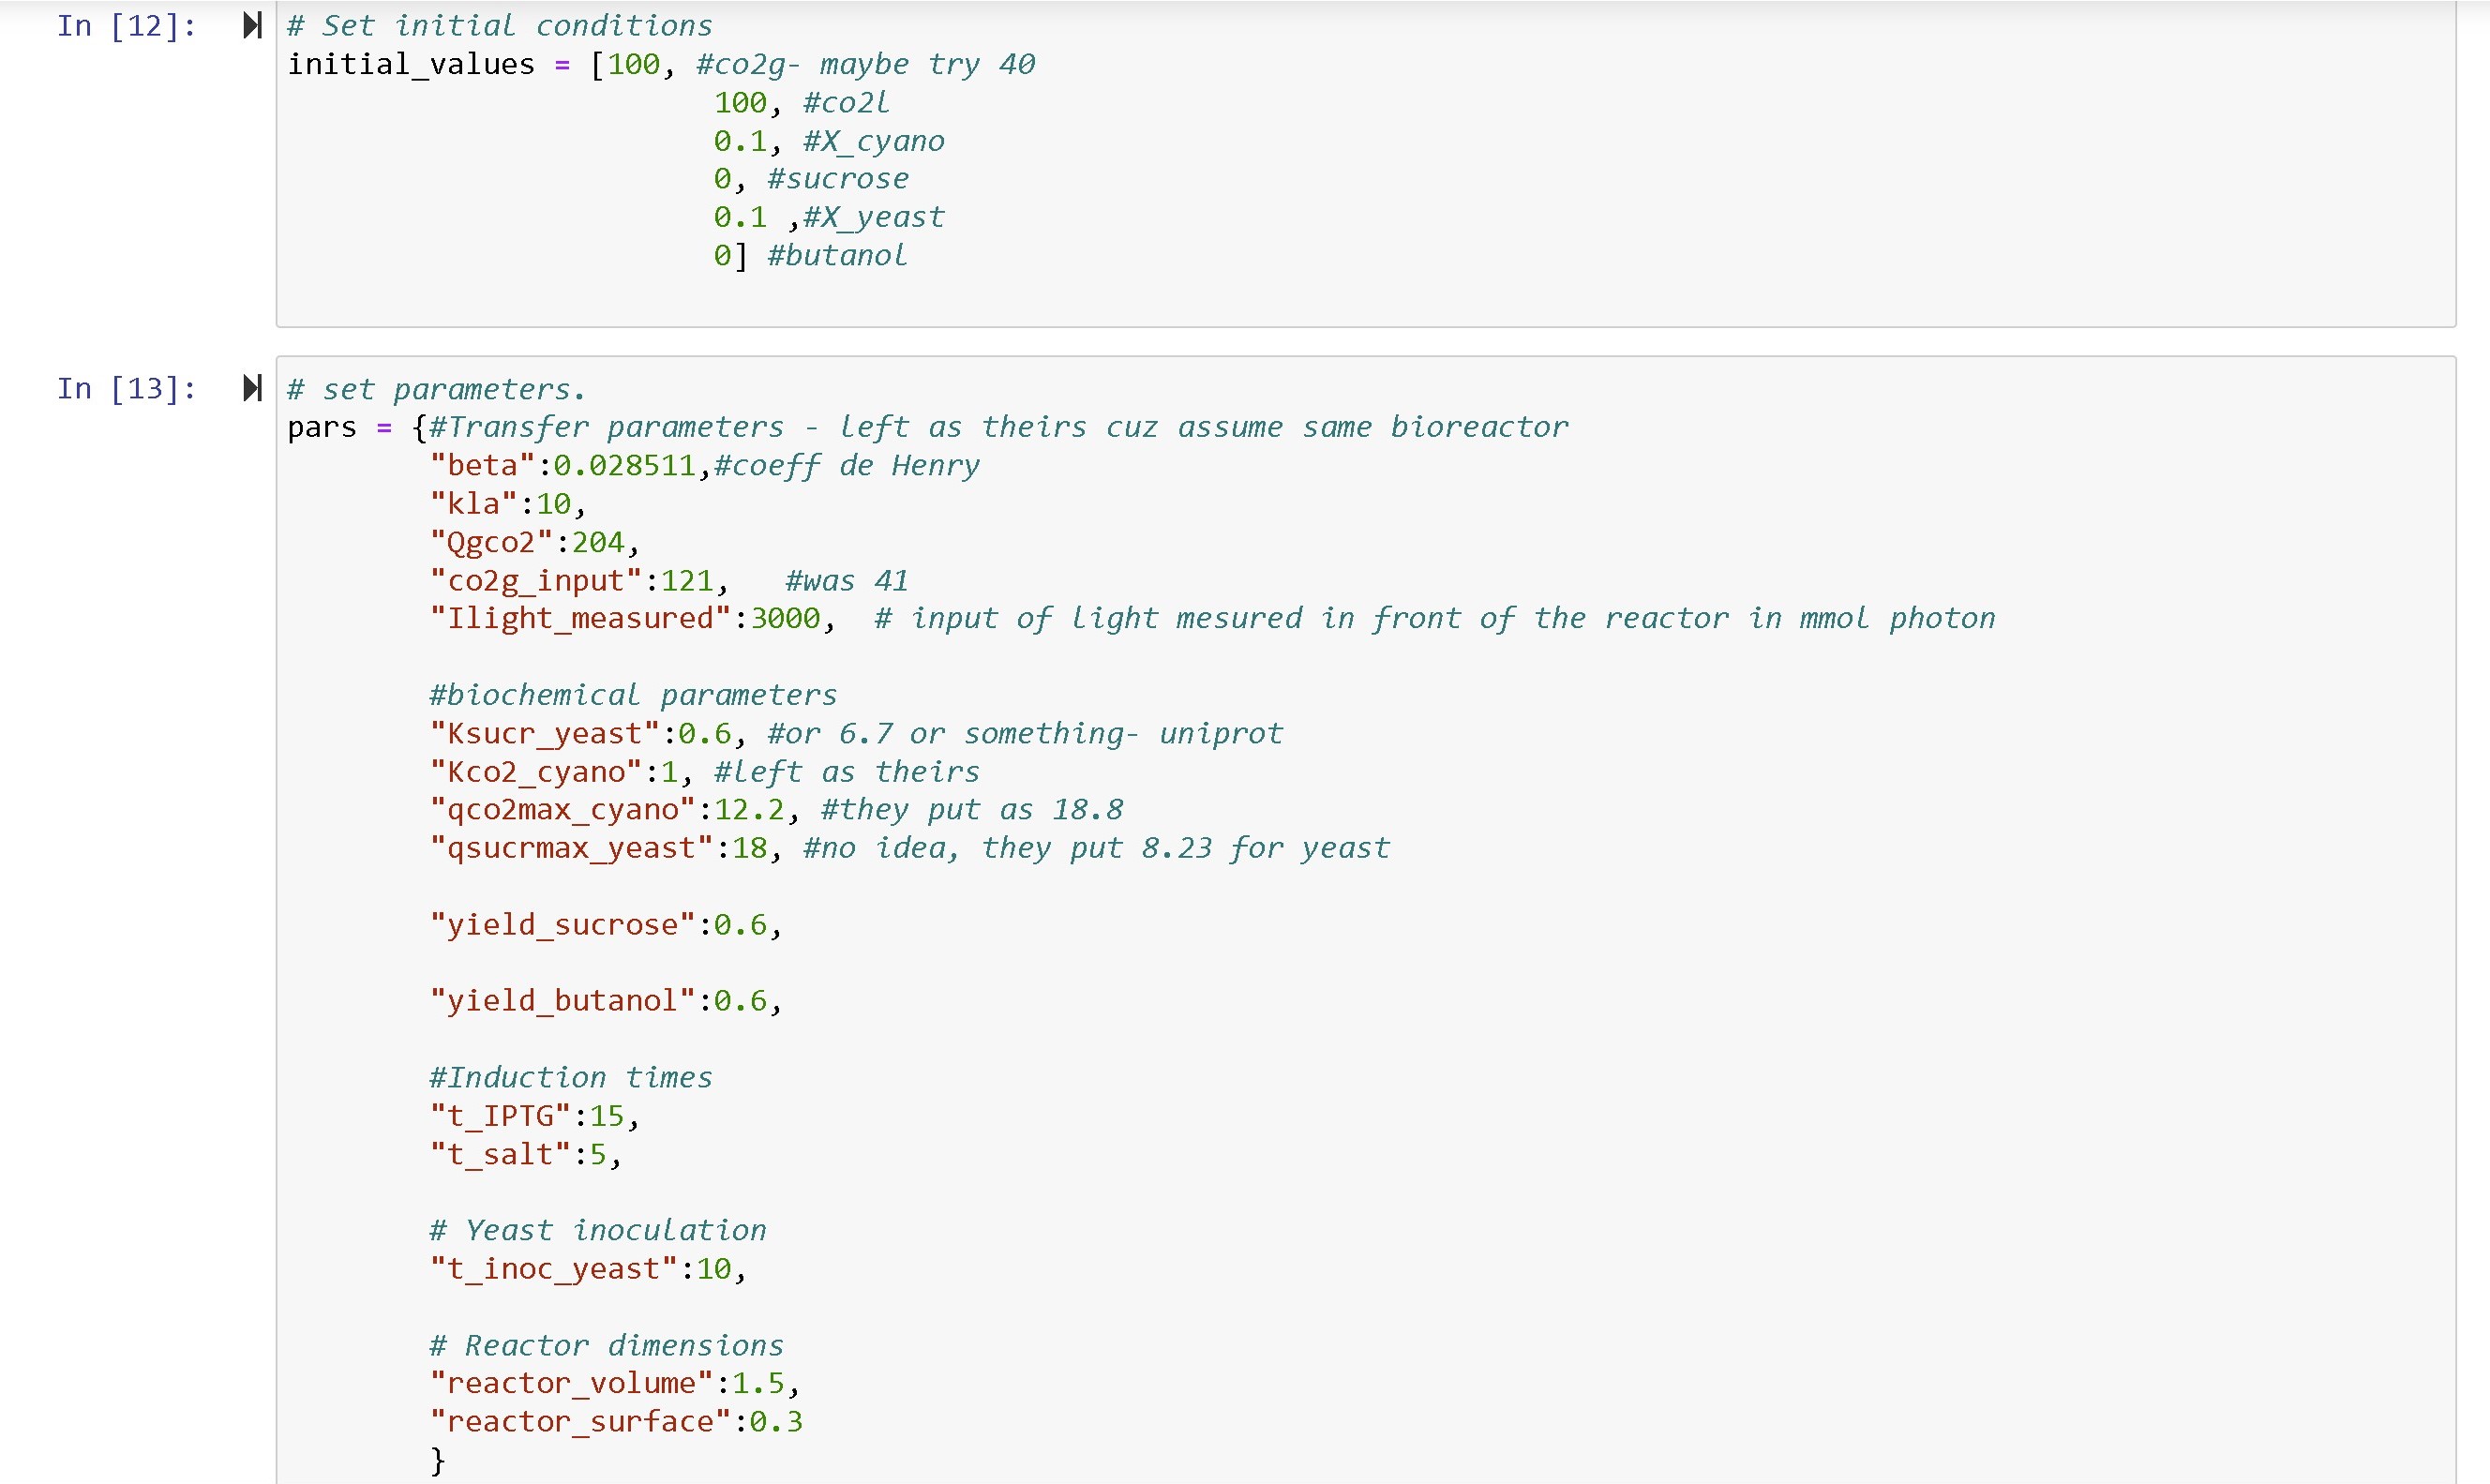 In [12]: # Set initial conditions
initial_values = [100, #co2g- maybe try 40
100, #co2l
0.1, #X_cyano
0, #sucrose
0.1 ,#X_yeast
0] #butanol
In [13]: # set parameters.
pars = {#Transfer parameters - left as theirs cuz assume same bioreactor
"beta":0.028511,#coeff de Henry
"kla":10,
"Qgco2":204,
"co2g_input":121,   #was 41
"Ilight_measured":3000,  # input of light mesured in front of the reactor in mmol photon
#biochemical parameters
"Ksucr_yeast":0.6, #or 6.7 or something- uniprot
"Kco2_cyano":1, #left as theirs
"qco2max_cyano":12.2, #they put as 18.8
"qsucrmax_yeast":18, #no idea, they put 8.23 for yeast
"yield_sucrose":0.6,
"yield_butanol":0.6,
#Induction times
"t_IPTG":15,
"t_salt":5,
# Yeast inoculation
"t_inoc_yeast":10,
# Reactor dimensions
"reactor_volume":1.5,
"reactor_surface":0.3
}